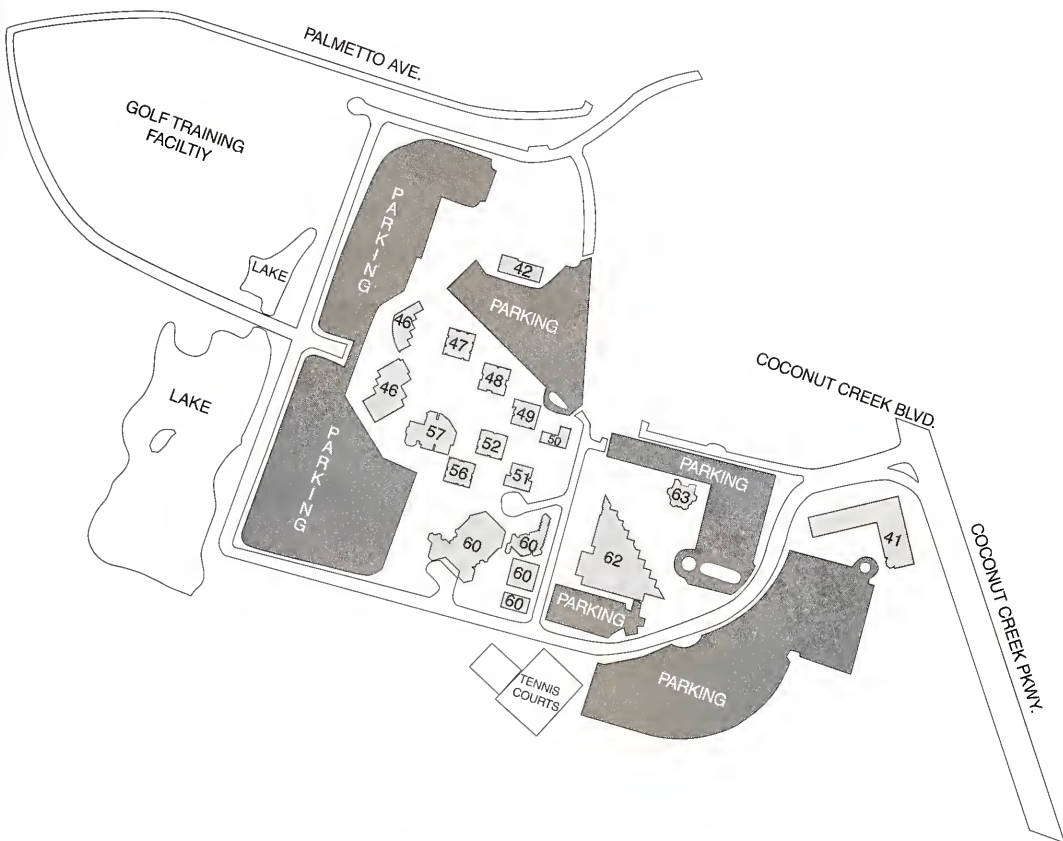 PALMETTO AVE.
GOLF TRAINING
FACILTIY
PARKING
LAKE
42
PARKING
46
47
48
46
LAKE
COCONUT CREEK BLVD.
49
50
57
52
PARKING
56
51
PARKING
63
60
60
62
41
60
60
PARKING
COCONUT CREEK PKWY.
TENNIS
COURTS
PARKING